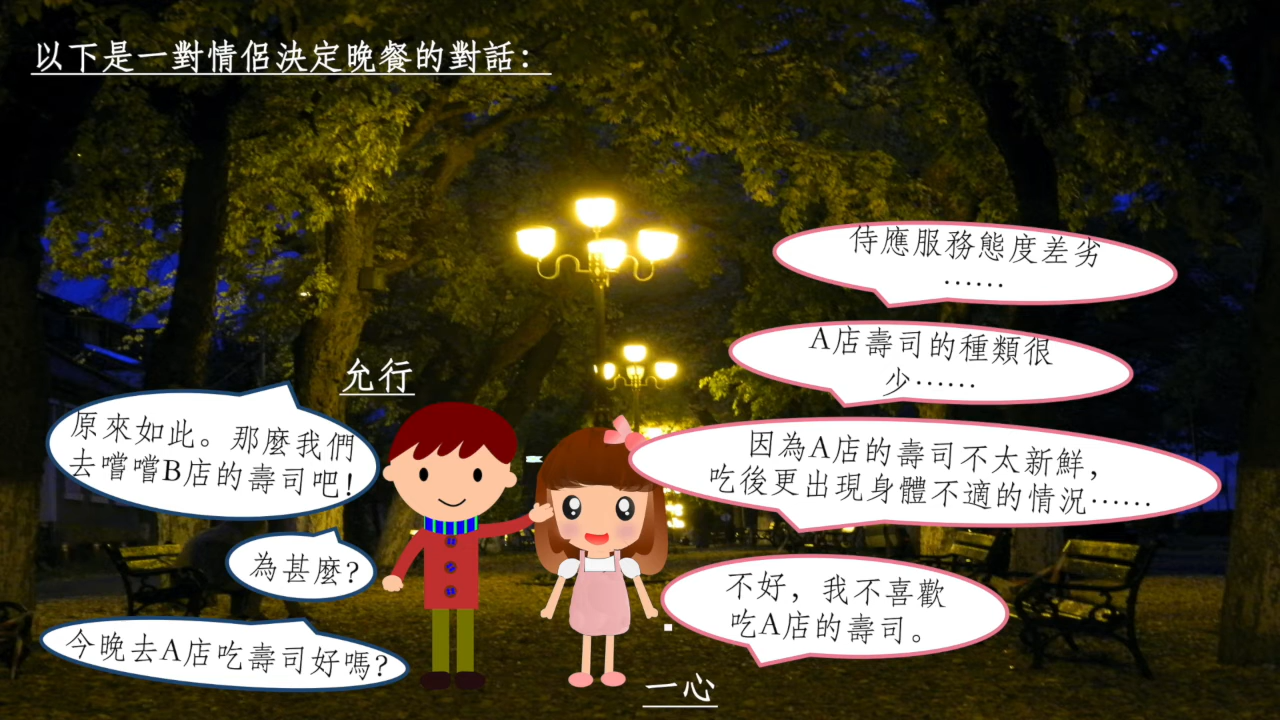 以下是一對情侶決定晚餐的對話：
侍應服務態度差劣
……
A店壽司的種類很
少……
允行
原來如此。那麼我們
去嚐嚐B店的壽司吧!
因為A店的壽司不太新鮮，
吃後更出現身體不適的情況……
為甚麼?
不好，我不喜歡
吃A店的壽司。
今晚去A店吃壽司好嗎?
一心